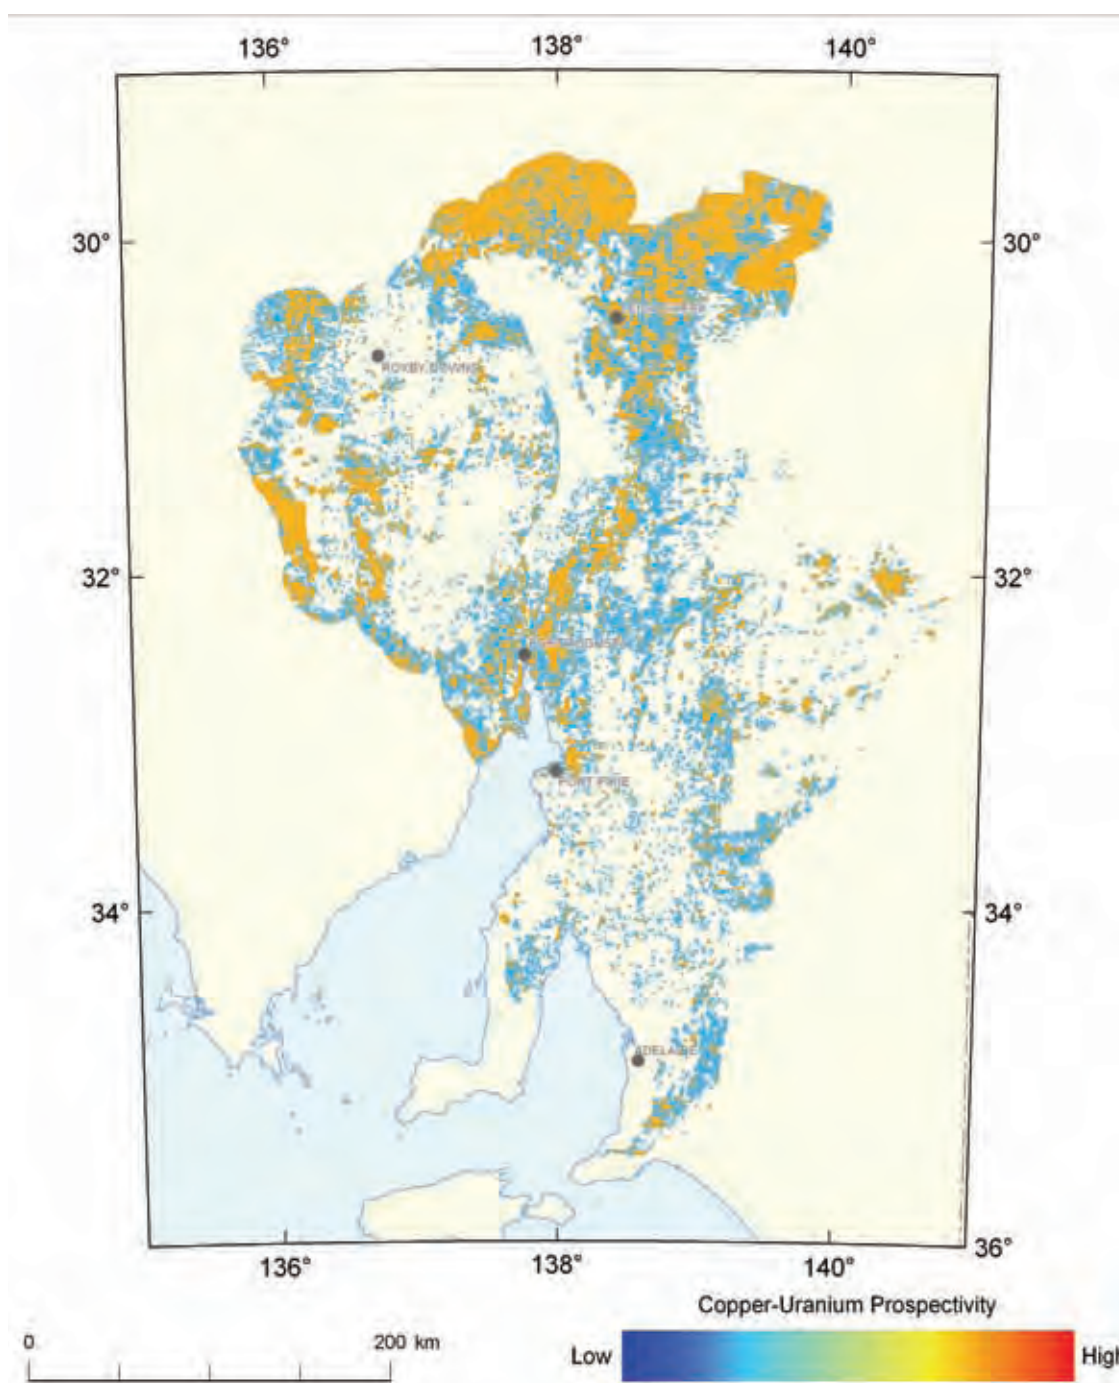 136° 138° 140°
30° 30°
ROXBY DOWNS
32° 32°
PORT PIRIE
34° 34°
ADELAIDE
36°
136° 138° 140°
Copper-Uranium Prospectivity
0 200 km
Low High